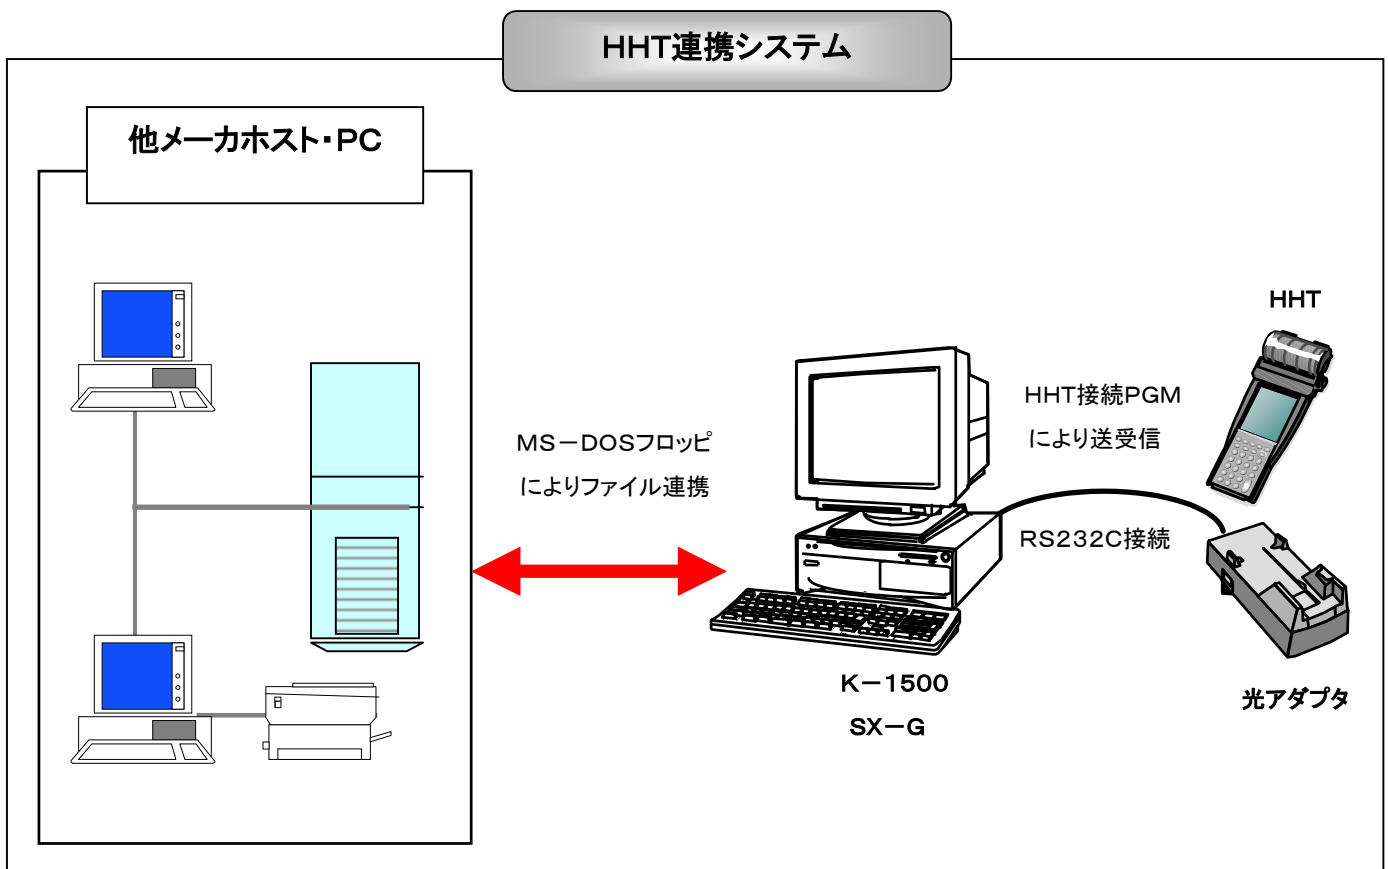 HHT連携システム
他メーカホスト・PC
MS－DOSフロッピ
によりファイル連携
HHT接続PGM
により送受信
RS232C接続
HHT
光アダプタ
K－1500
SX－G